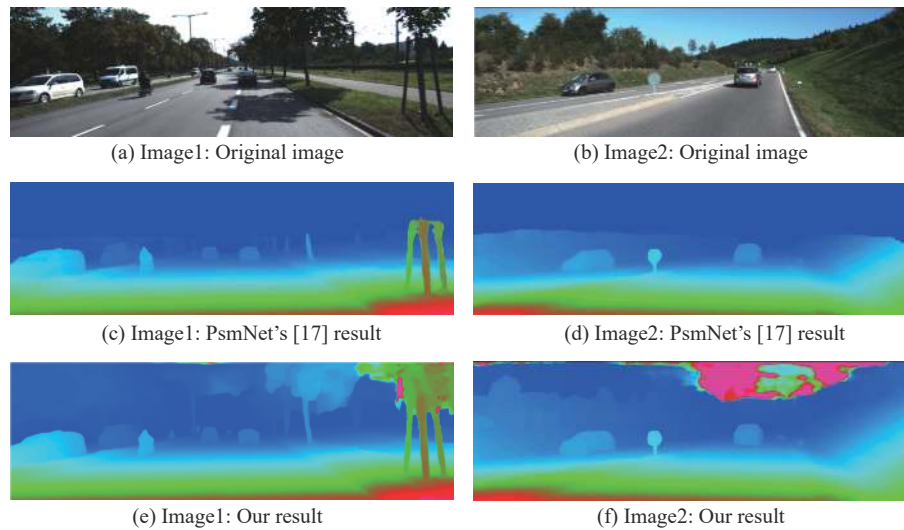 (a) Image1: Original image
(b) Image2: Original image
(c) Image1: PsmNet's [17] result
(d) Image2: PsmNet's [17] result
(e) Image1: Our result
(f) Image2: Our result